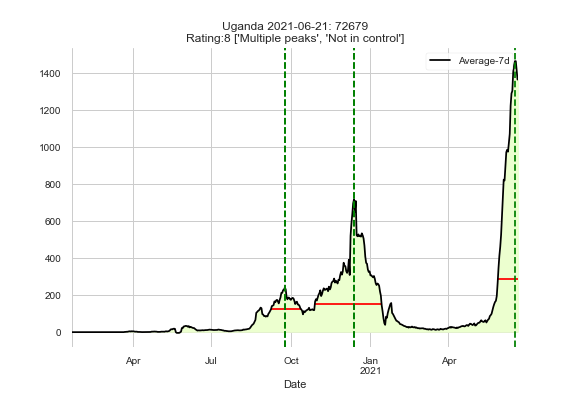 Uganda 2021-06-21: 72679
Rating:8 ['Multiple peaks', 'Not in control']
Average-7d
1400
1200
1000
800
600
400
200
0
Apr
Jul
Oct
Jan
2021
Apr
Date